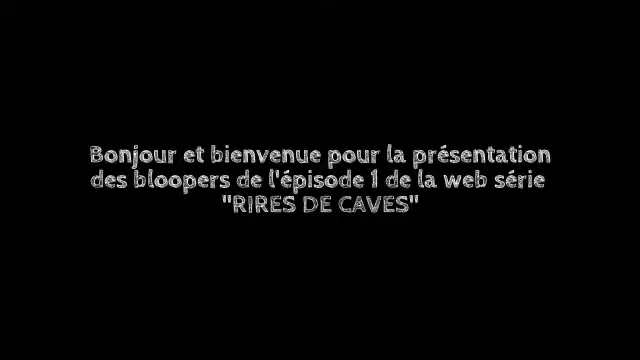 Bonjour et bienvenue pour la présentation
des bloopers de l'épisode 1 de la web série
"RIRES DE CAVES"